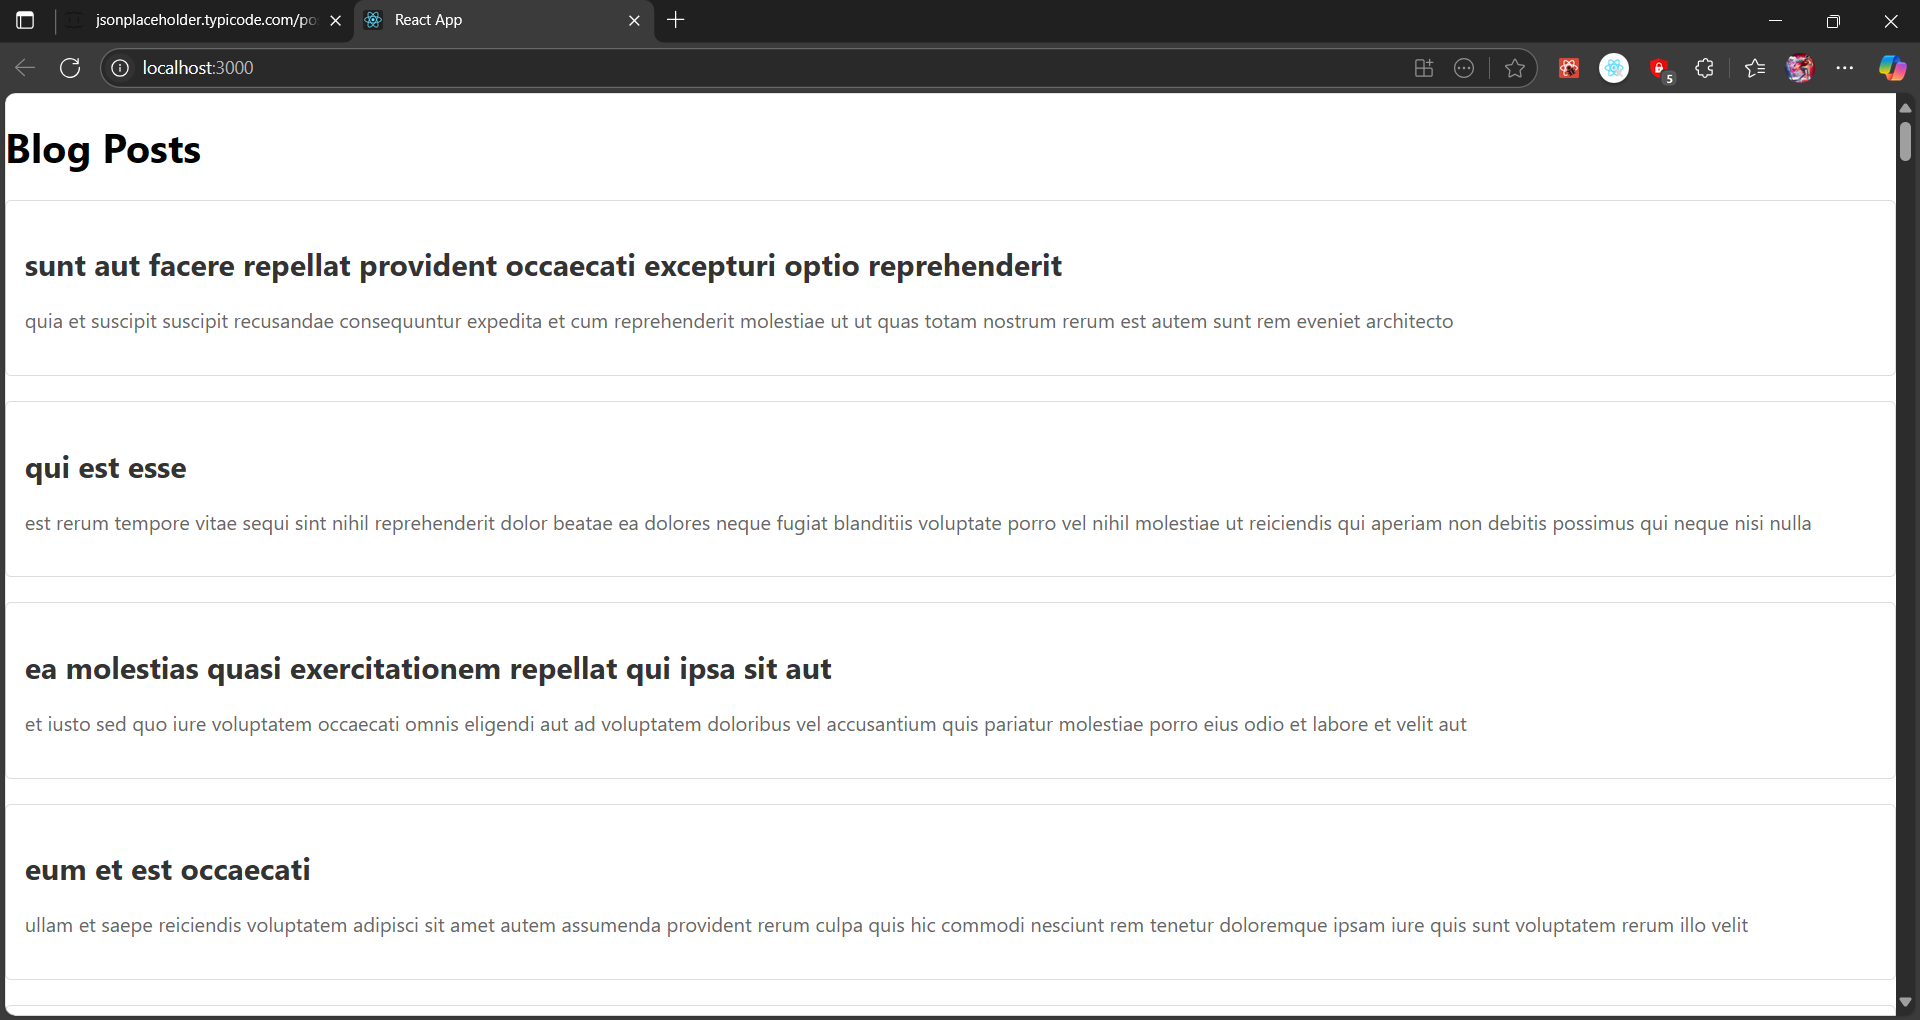 jsonplaceholder.typicode.com/po
React App
localhost:3000
5
Blog Posts
sunt aut facere repellat provident occaecati excepturi optio reprehenderit
quia et suscipit suscipit recusandae consequuntur expedita et cum reprehenderit molestiae ut ut quas totam nostrum rerum est autem sunt rem eveniet architecto
qui est esse
est rerum tempore vitae sequi sint nihil reprehenderit dolor beatae ea dolores neque fugiat blanditiis voluptate porro vel nihil molestiae ut reiciendis qui aperiam non debitis possimus qui neque nisi nulla
ea molestias quasi exercitationem repellat qui ipsa sit aut
et iusto sed quo iure voluptatem occaecati omnis eligendi aut ad voluptatem doloribus vel accusantium quis pariatur molestiae porro eius odio et labore et velit aut
eum et est occaecati
ullam et saepe reiciendis voluptatem adipisci sit amet autem assumenda provident rerum culpa quis hic commodi nesciunt rem tenetur doloremque ipsam iure quis sunt voluptatem rerum illo velit